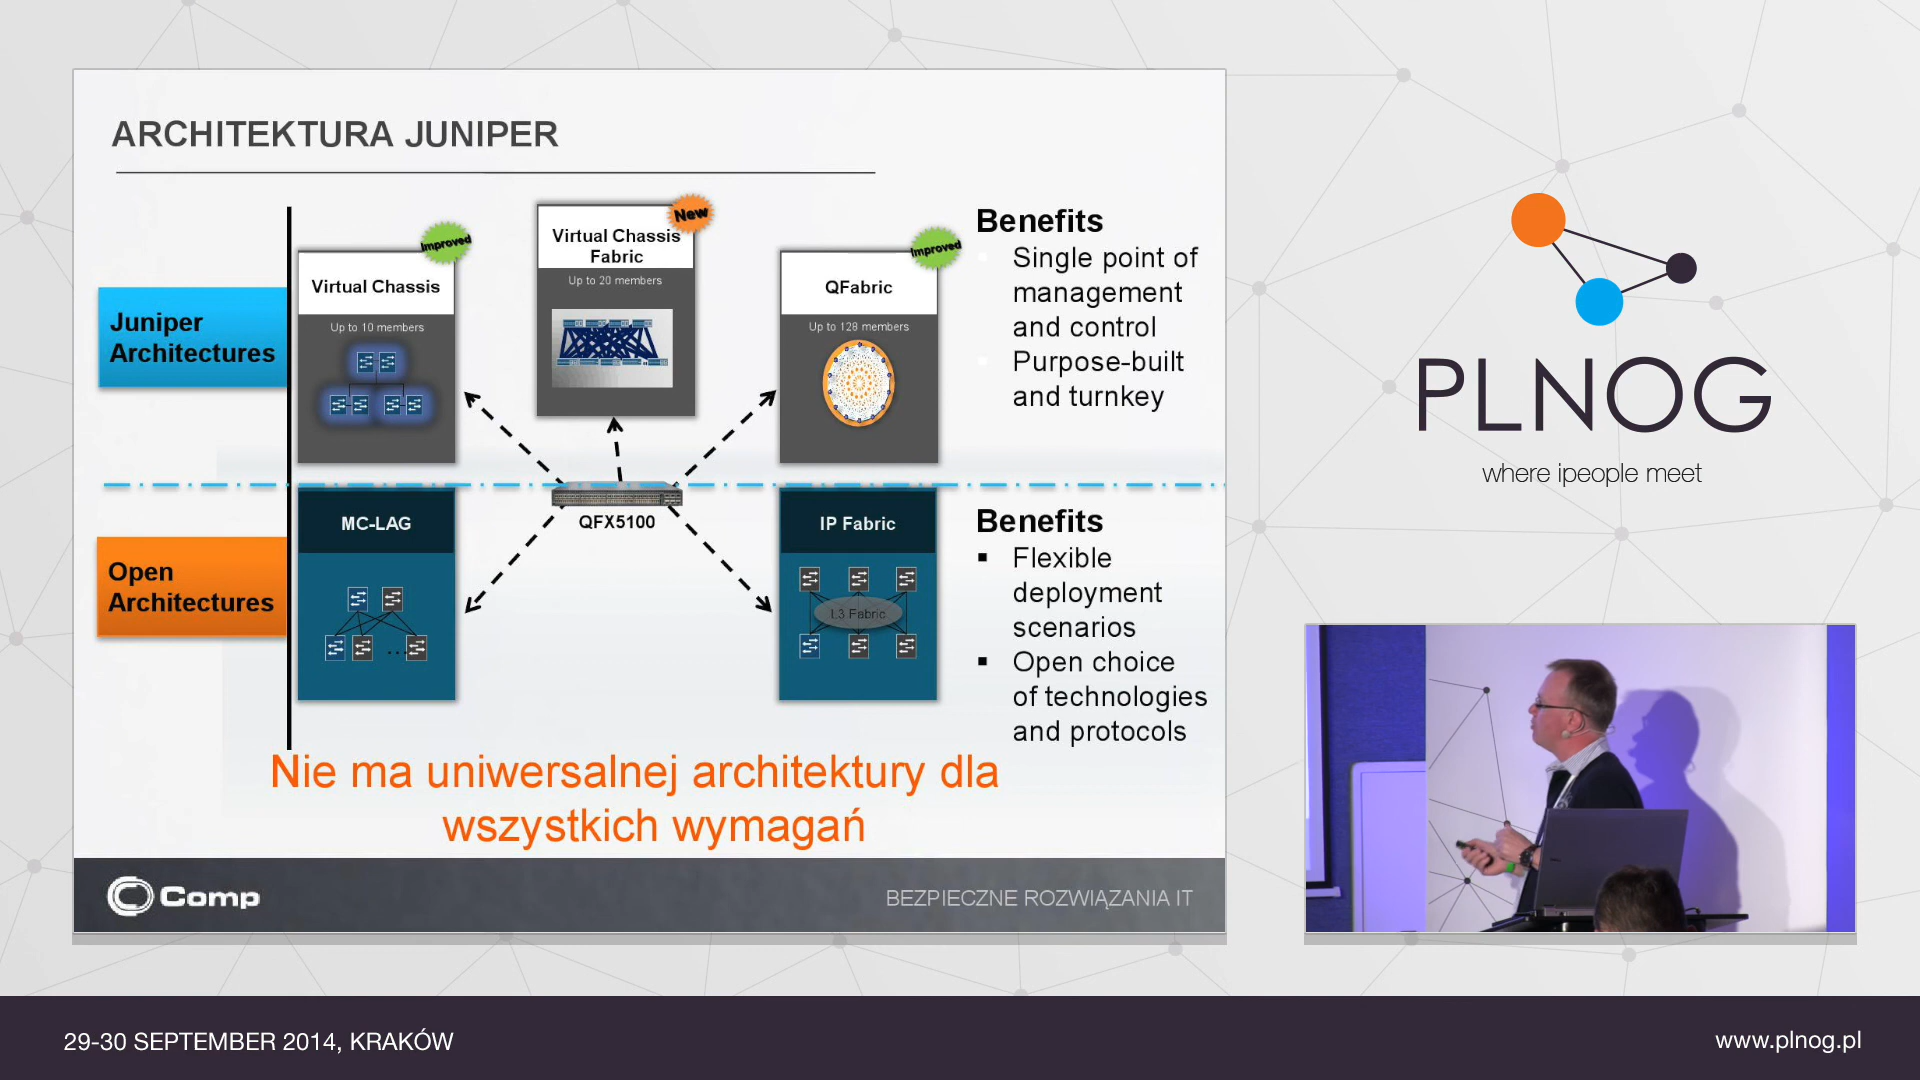 ARCHITEKTURA JUNIPER
Juniper
Architectures
Improved
Virtual Chassis
Up to 10 members
New
Virtual Chassis
Fabric
Up to 20 members
Improved
QFabric
Up to 128 members
Benefits
Single point of
management
and control
Purpose-built
and turnkey
QFX5100
Open
Architectures
MC-LAG
...
IP Fabric
L3 Fabric
Benefits
▪ Flexible
deployment
scenarios
▪ Open choice
of technologies
and protocols
Nie ma uniwersalnej architektury dla
wszystkich wymagań
Comp
BEZPIECZNE ROZWIĄZANIA IT
PLNOG
where ipeople meet
29-30 SEPTEMBER 2014, KRAKÓW
www.plnog.pl